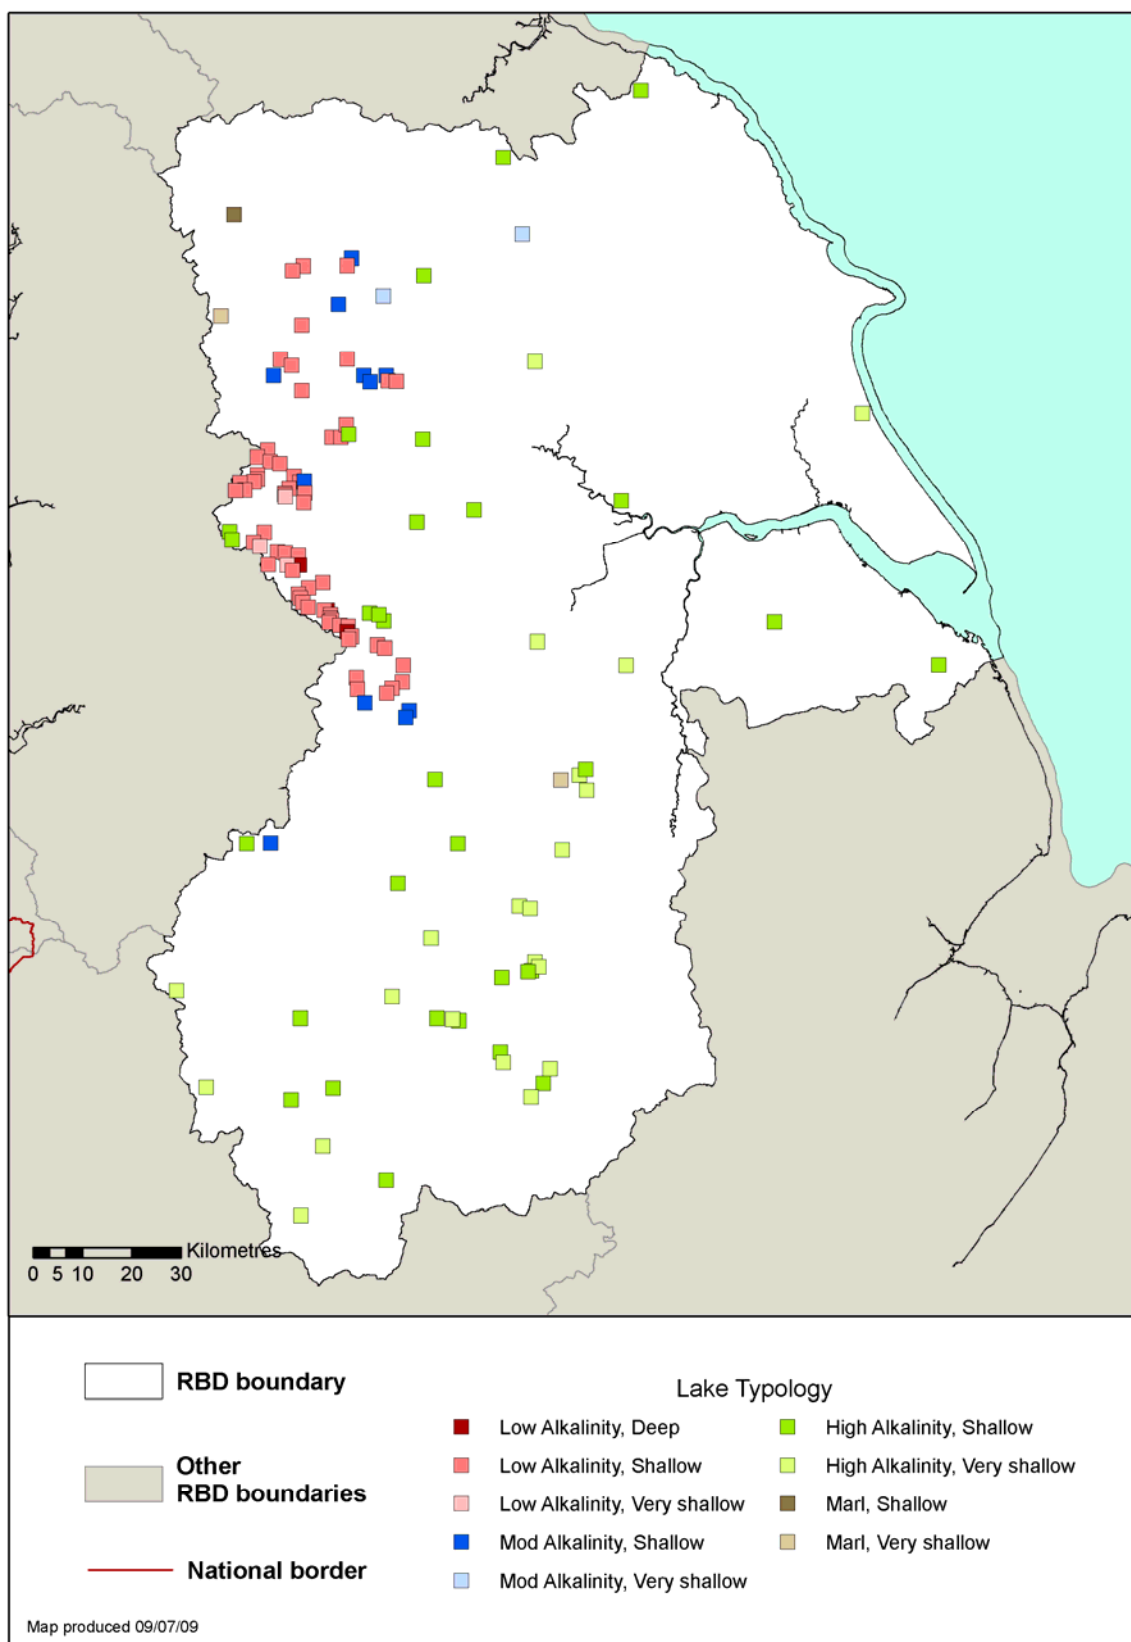 Kilometres
0 5 10 20 30
RBD boundary
Other
RBD boundaries
National border
Lake Typology
Low Alkalinity, Deep
Low Alkalinity, Shallow
Low Alkalinity, Very shallow
Mod Alkalinity, Shallow
Mod Alkalinity, Very shallow
High Alkalinity, Shallow
High Alkalinity, Very shallow
Marl, Shallow
Marl, Very shallow
Map produced 09/07/09